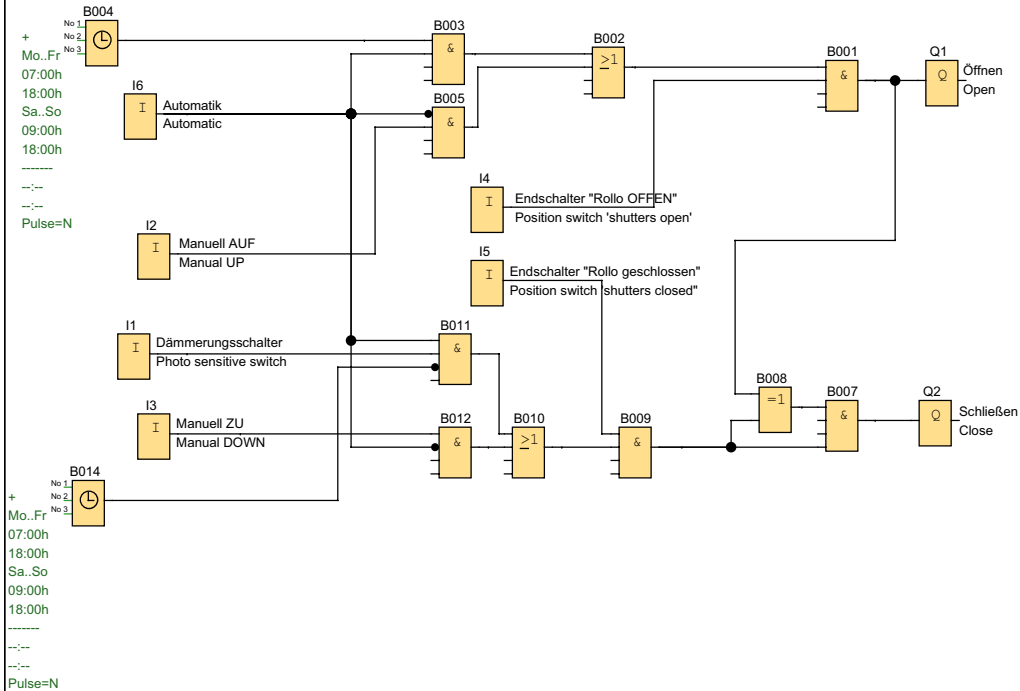 B004
No 1
No 2
No 3
+
Mo..Fr
07:00h
18:00h
Sa..So
09:00h
18:00h
-------
--:--
--:--
Pulse=N
I6
I
Automatik
Automatic
B003
&
B005
&
B002
>1
B001
&
Q1
Q
Öffnen
Open
I4
I
Endschalter "Rollo OFFEN"
Position switch 'shutters open'
I2
I
Manuell AUF
Manual UP
I5
I
Endschalter "Rollo geschlossen"
Position switch 'shutters closed"
I1
I
Dämmerungsschalter
Photo sensitive switch
B011
&
I3
I
Manuell ZU
Manual DOWN
B012
&
B010
>1
B009
&
B008
=1
B007
&
Q2
Q
Schließen
Close
B014
No 1
No 2
No 3
+
Mo..Fr
07:00h
18:00h
Sa..So
09:00h
18:00h
-------
--:--
--:--
Pulse=N